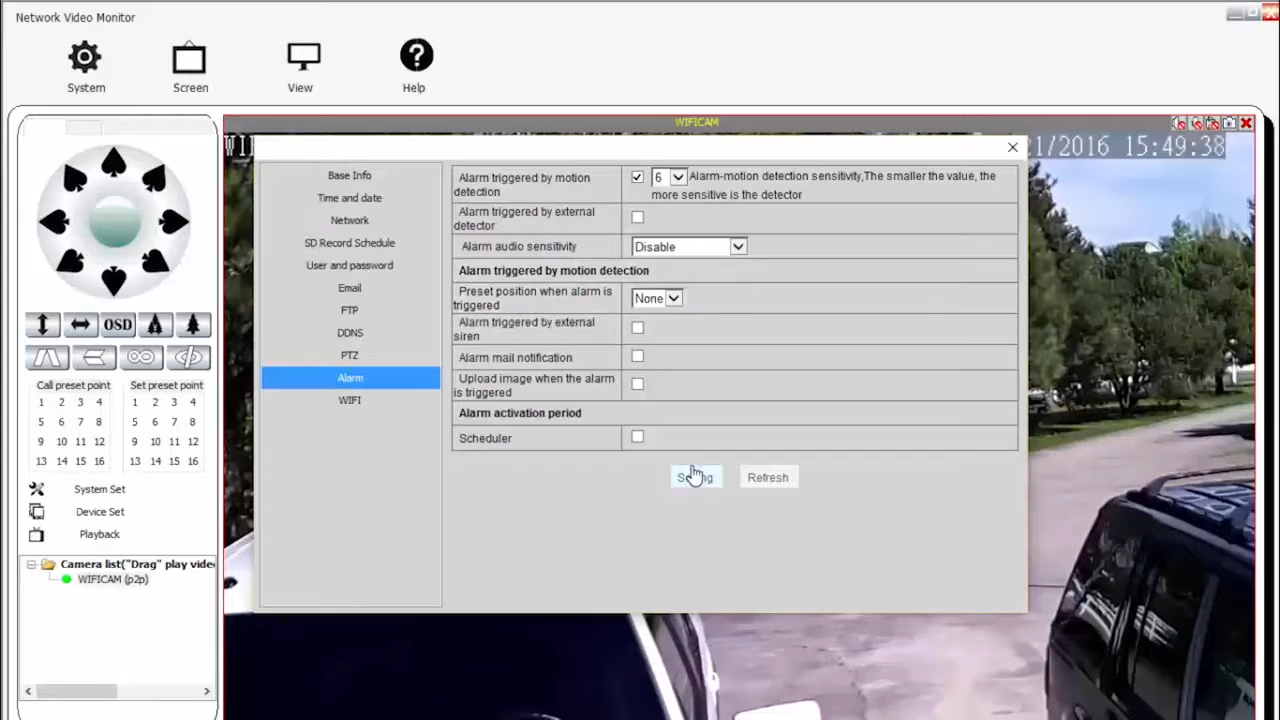 Network Video Monitor
System
Screen
View
Help
WIFICAM
1/2016 15:49:38
Base Info
Time and date
Network
SD Record Schedule
User and password
Email
FTP
DDNS
PTZ
Alarm
WIFI
Alarm triggered by motion
detection
6
Alarm-motion detection sensitivity,The smaller the value, the
more sensitive is the detector
Alarm triggered by external
detector
Alarm audio sensitivity
Disable
Alarm triggered by motion detection
Preset position when alarm is
triggered
None
Alarm triggered by external
siren
Alarm mail notification
Upload image when the alarm
is triggered
Alarm activation period
Scheduler
Refresh
OSD
Call preset point
1 2 3 4
5 6 7 8
9 10 11 12
13 14 15 16
Set preset point
1 2 3 4
5 6 7 8
9 10 11 12
13 14 15 16
System Set
Device Set
Playback
Camera list("Drag" play vide
WIFICAM (p2p)